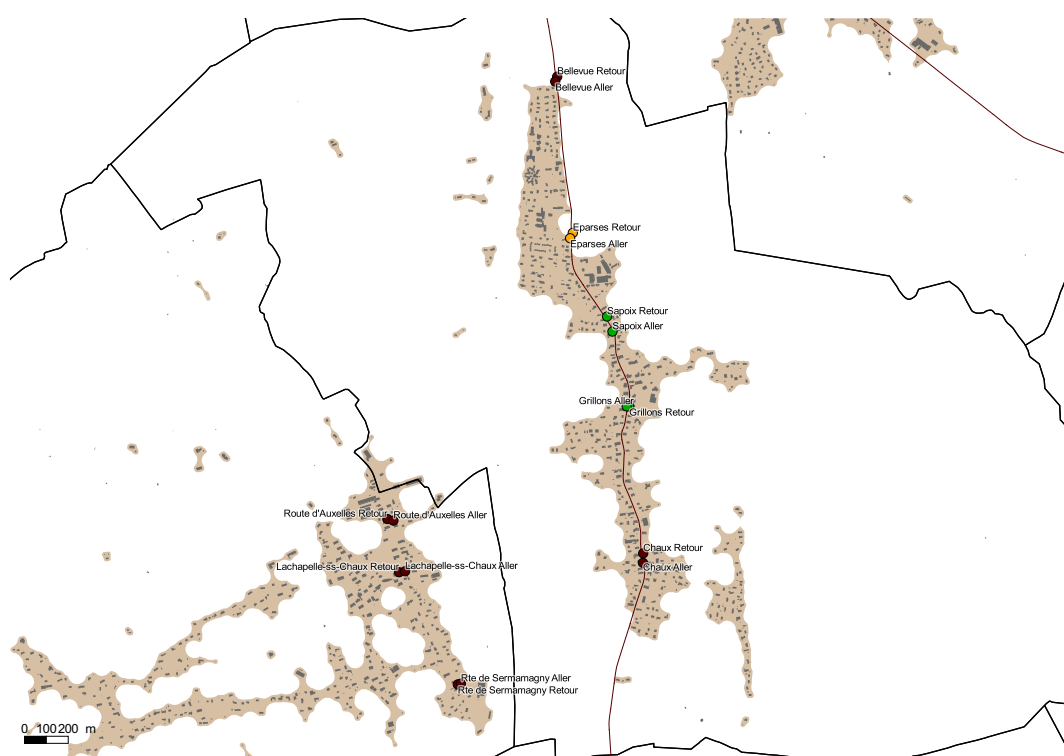 Bellevue Retour
Bellevue Aller
Eparses Retour
Eparses Aller
Sapoix Retour
Sapoix Aller
Grillons Aller
Grillons Retour
Route d'Auxelles Retour
Route d'Auxelles Aller
Chaux Retour
Chaux Aller
Lachapelle-ss-Chaux Retour
Lachapelle-ss-Chaux Aller
Rte de Sermamagny Aller
Rte de Sermamagny Retour
0 100200 m